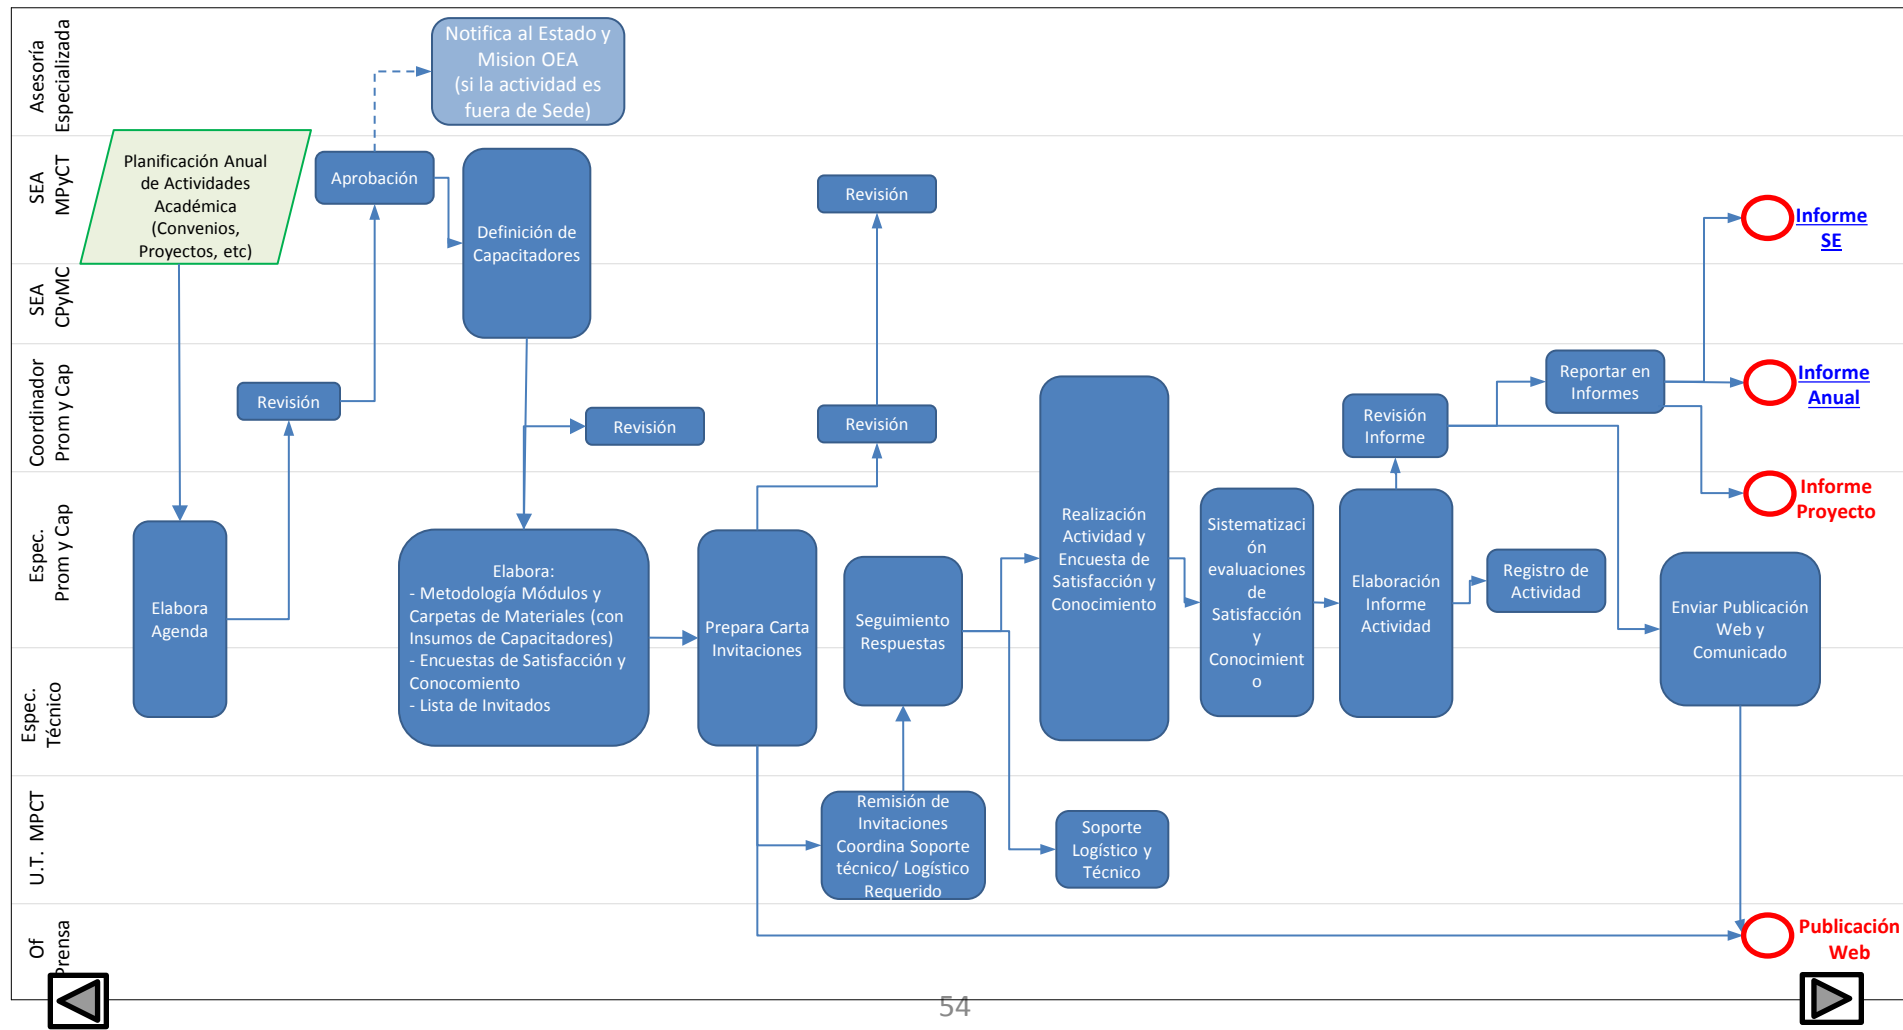 Asesoría
Especializada
Notifica al Estado y
Mision OEA
(si la actividad es
fuera de Sede)
SEA
MPyCT
Planificación Anual
de Actividades
Académica
(Convenios,
Proyectos, etc)
Aprobación
Definición de
Capacitadores
Revisión
Informe
SE
SEA
CPyMC
Coordinador
Prom y Cap
Revisión
Revisión
Revisión
Revisión
Informe
Reportar en
Informes
Informe
Anual
Espec.
Prom y Cap
Elabora
Agenda
Elabora:
- Metodología Módulos y
Carpetas de Materiales (con
Insumos de Capacitadores)
- Encuestas de Satisfacción y
Conocomiento
- Lista de Invitados
Prepara Carta
Invitaciones
Seguimiento
Respuestas
Realización
Actividad y
Encuesta de
Satisfacción y
Conocimiento
Sistematizaci
ón
evaluaciones
de
Satisfacción
y
Conocimient
o
Elaboración
Informe
Actividad
Registro de
Actividad
Enviar Publicación
Web y
Comunicado
Informe
Proyecto
Espec.
Técnico
U.T. MPCT
Remisión de
Invitaciones
Coordina Soporte
técnico/ Logístico
Requerido
Soporte
Logístico y
Técnico
Of
Prensa
Publicación
Web
54